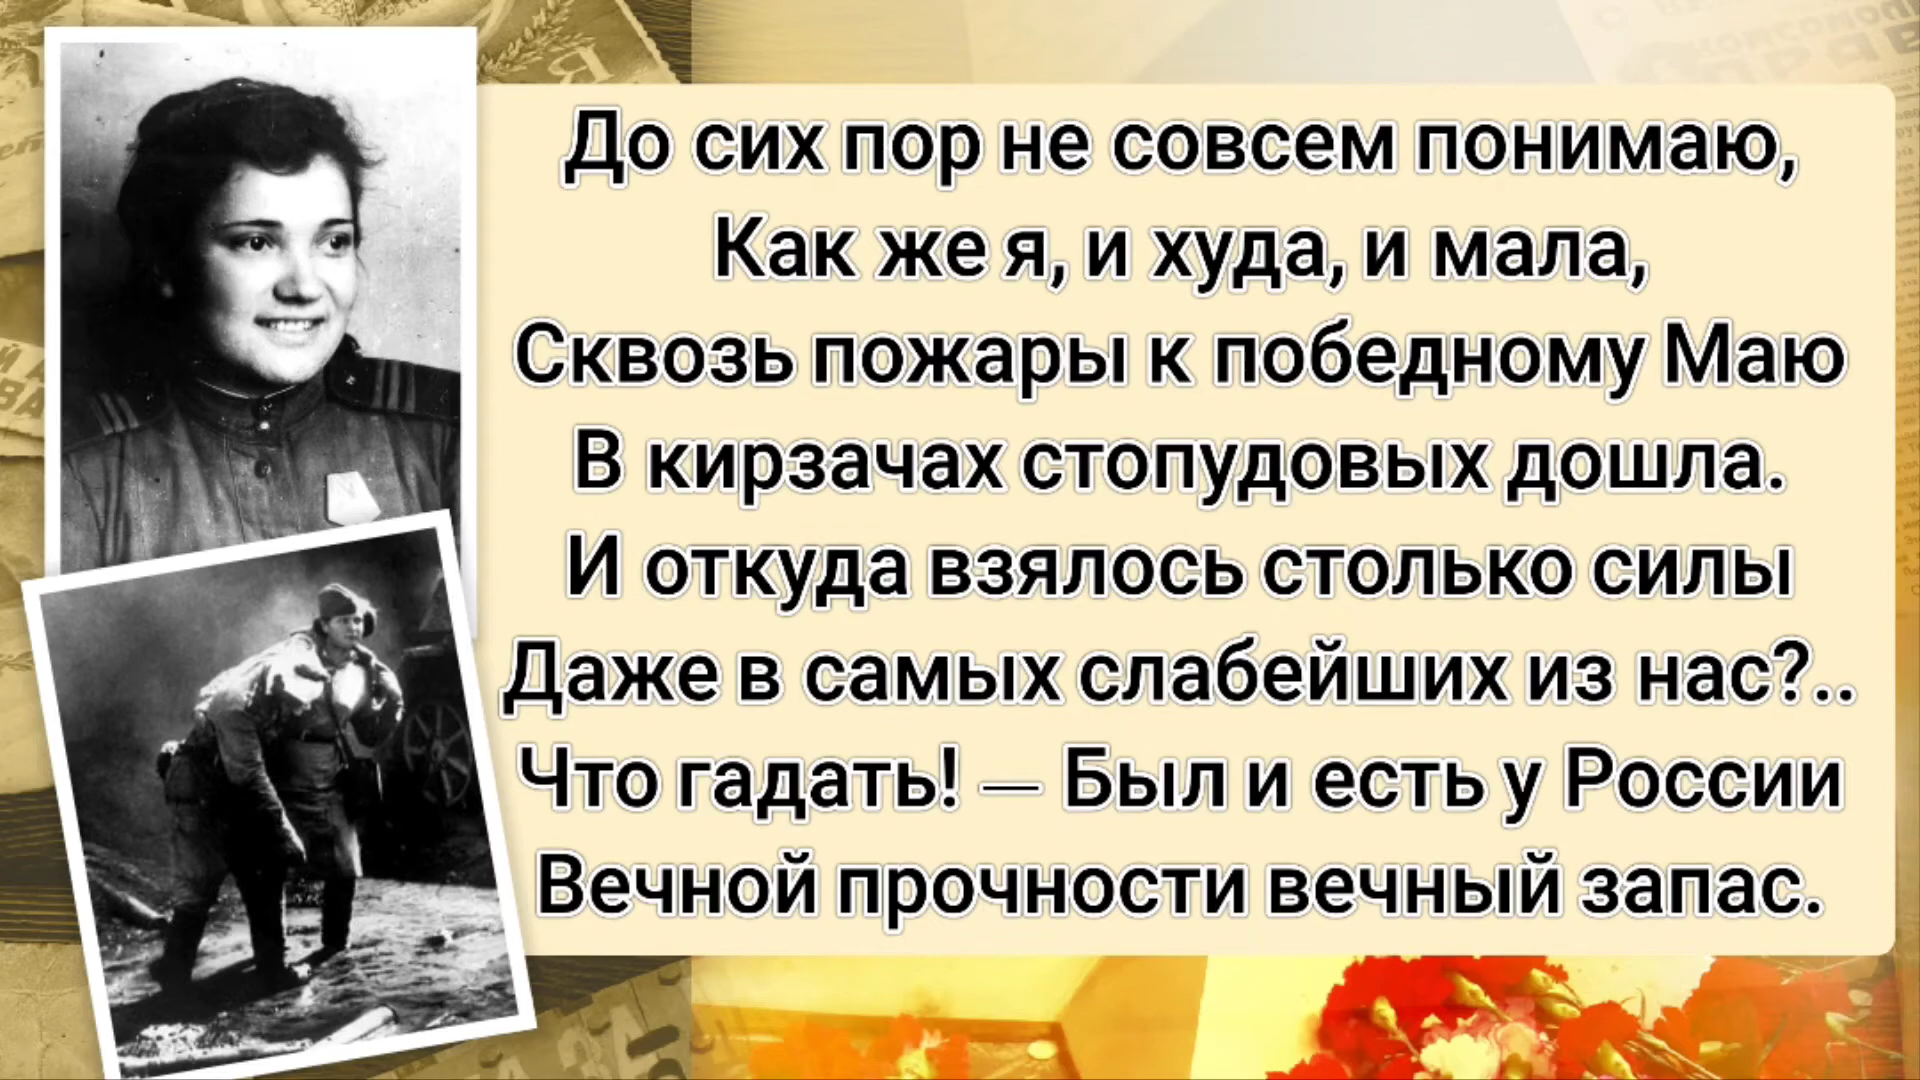 До сих пор не совсем понимаю,
Как же я, и худа, и мала,
Сквозь пожары к победному Маю
В кирзачах стопудовых дошла.
И откуда взялось столько силы
Даже в самых слабейших из нас?..
Что гадать! — Был и есть у России
Вечной прочности вечный запас.